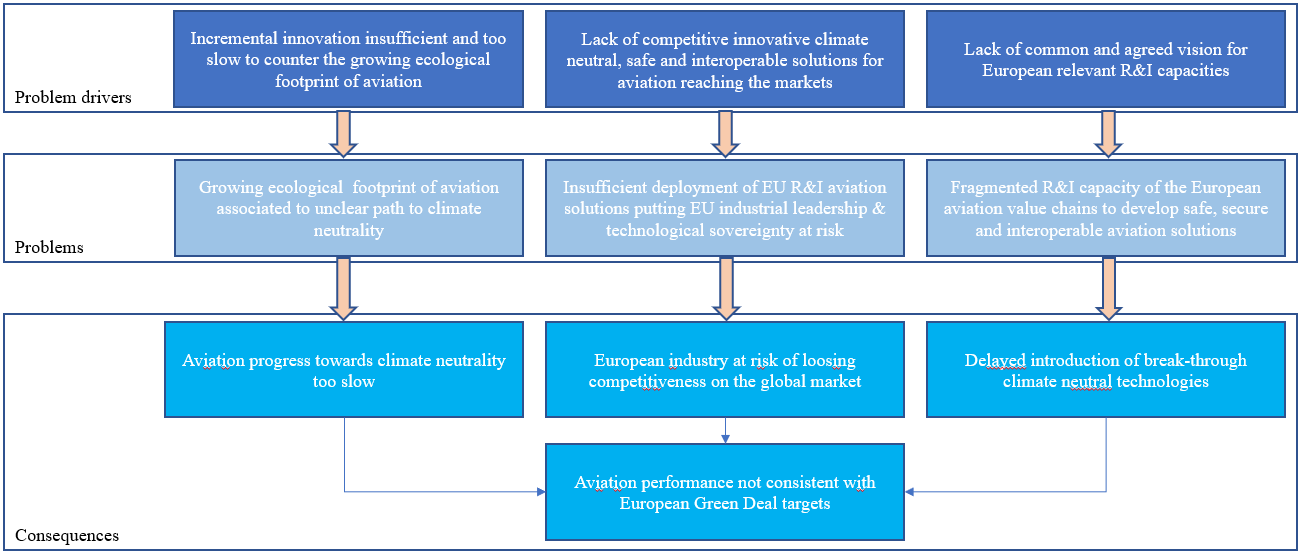 Incremental innovation insufficient and too
slow to counter the growing ecological
footprint of aviation
Lack of competitive innovative climate
neutral, safe and interoperable solutions for
aviation reaching the markets
Lack of common and agreed vision for
European relevant R&I capacities
Problem drivers
Growing ecological  footprint of aviation
associated to unclear path to climate
neutrality
Insufficient deployment of EU R&I aviation
solutions putting EU industrial leadership &
technological sovereignty at risk
Fragmented R&I capacity of the European
aviation value chains to develop safe, secure
and interoperable aviation solutions
Problems
Aviation progress towards climate neutrality
too slow
European industry at risk of loosing
competitiveness on the global market
Delayed introduction of break-through
climate neutral technologies
Aviation performance not consistent with
European Green Deal targets
Consequences